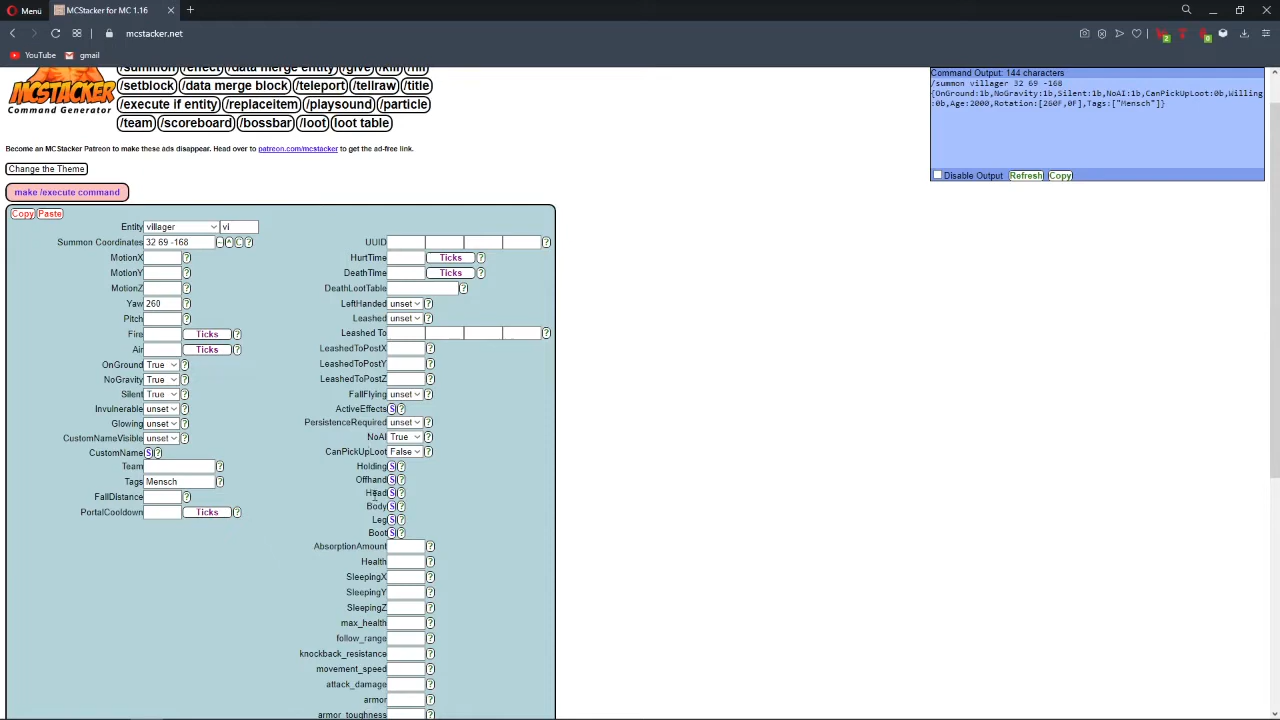 Menü
MCStacker for MC 1.16
mcstacker.net
YouTube
gmail
2
8
/summon /effect /data merge entity /give /kill /fill
/setblock /data merge block /teleport /tellraw /title
/execute if entity /replaceitem /playsound /particle
/team /scoreboard /bossbar /loot loot table
MCSTACKER
Command Generator
Become an MCStacker Patreon to make these ads disappear. Head over to patreon.com/mcstacker to get the ad-free link.
Change the Theme
make /execute command
Command Output: 144 characters
/summon villager 32 69 -168
{OnGround:1b,NoGravity:1b,Silent:1b,NoAI:1b,CanPickUpLoot:0b,Willing
:0b,Age:2000,Rotation:[260F,0F],Tags:["Mensch"]}
Disable Output Refresh Copy
Copy Paste
Entity villager vi
Summon Coordinates 32 69 -168 ~ ^ C ?
MotionX ?
MotionY ?
MotionZ ?
Yaw 260 ?
Pitch ?
Fire Ticks ?
Air Ticks ?
OnGround True ?
NoGravity True ?
Silent True ?
Invulnerable unset ?
Glowing unset ?
CustomNameVisible unset ?
CustomName S ?
Team ?
Tags Mensch ?
FallDistance ?
PortalCooldown Ticks ?
UUID ?
HurtTime Ticks ?
DeathTime Ticks ?
DeathLootTable ?
LeftHanded unset ?
Leashed unset ?
Leashed To ?
LeashedToPostX ?
LeashedToPostY ?
LeashedToPostZ ?
FallFlying unset ?
ActiveEffects S ?
PersistenceRequired unset ?
NoAI True ?
CanPickUpLoot False ?
Holding S ?
Offhand S ?
Head S ?
Body S ?
Leg S ?
Boot S ?
AbsorptionAmount ?
Health ?
SleepingX ?
SleepingY ?
SleepingZ ?
max_health ?
follow_range ?
knockback_resistance ?
movement_speed ?
attack_damage ?
armor ?
armor_toughness ?